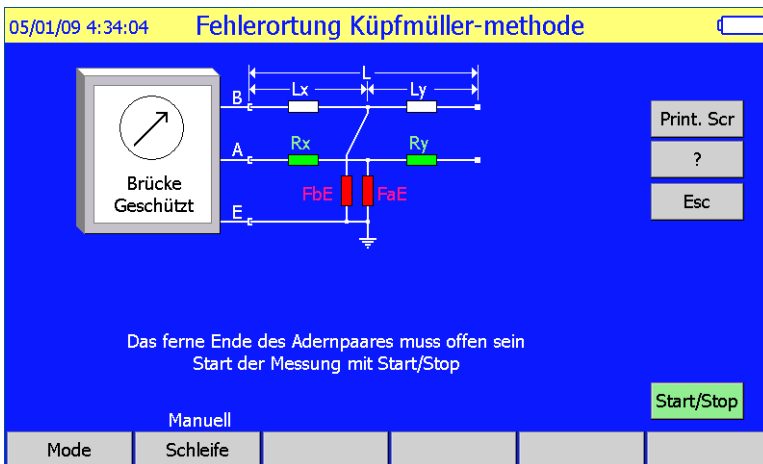 05/01/09 4:34:04 Fehlerortung Küpfmüller-methode
L
Lx Ly
B
Rx Ry
A
FbE FaE
E
Brücke
Geschützt
Print. Scr
?
Esc
Das ferne Ende des Adernpaares muss offen sein
Start der Messung mit Start/Stop
Start/Stop
Manuell
Mode Schleife